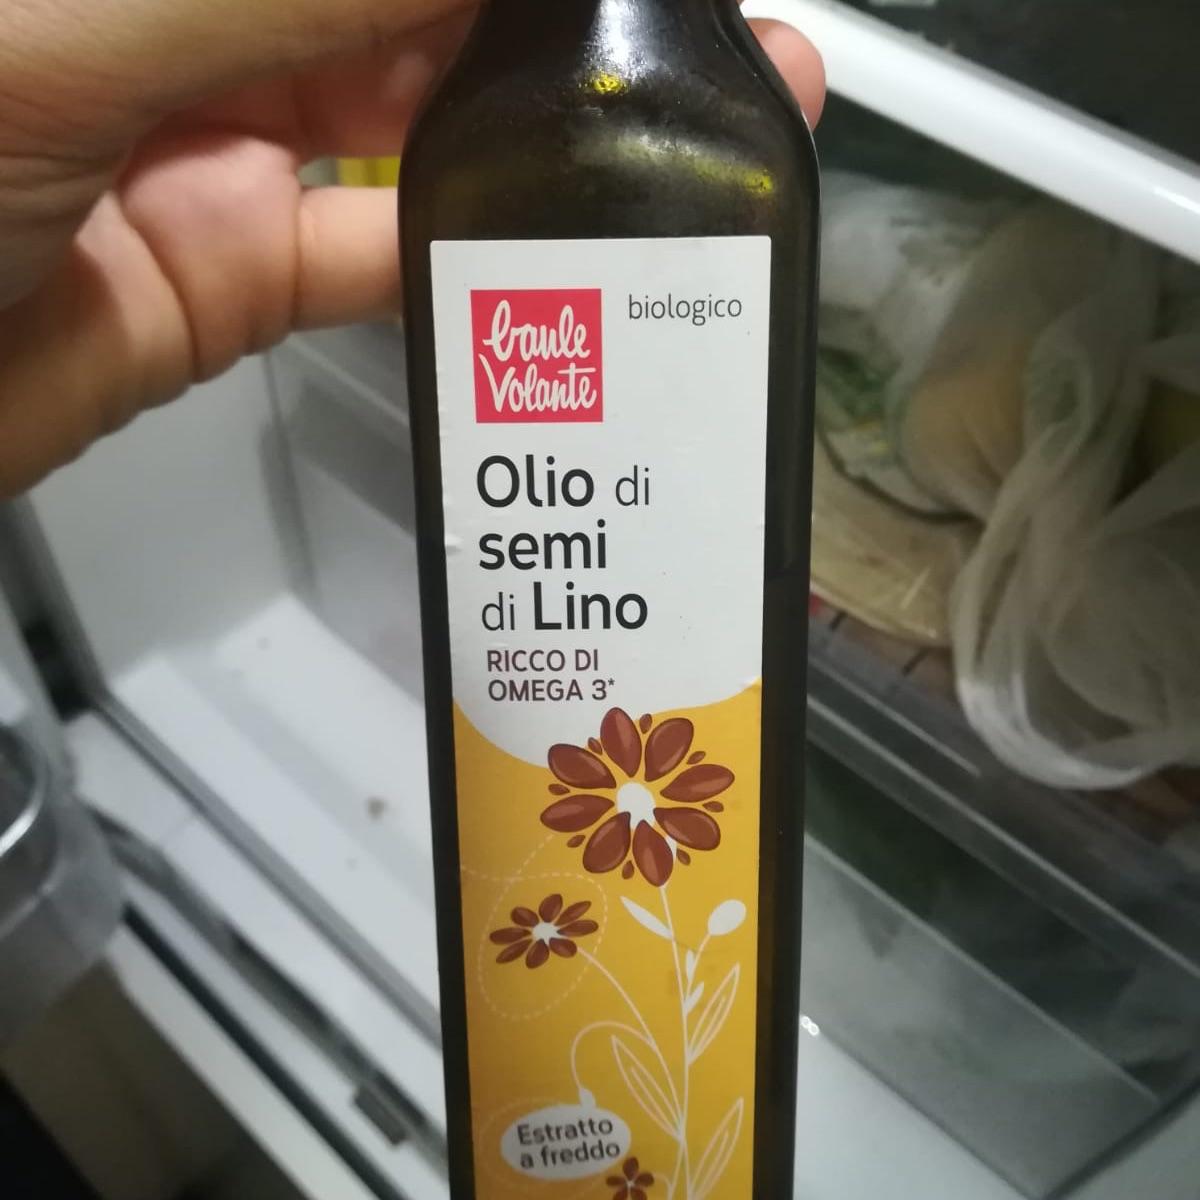 baule
Volante
biologico
Olio di
semi
di Lino
RICCO DI
OMEGA 3*
Estratto
a freddo